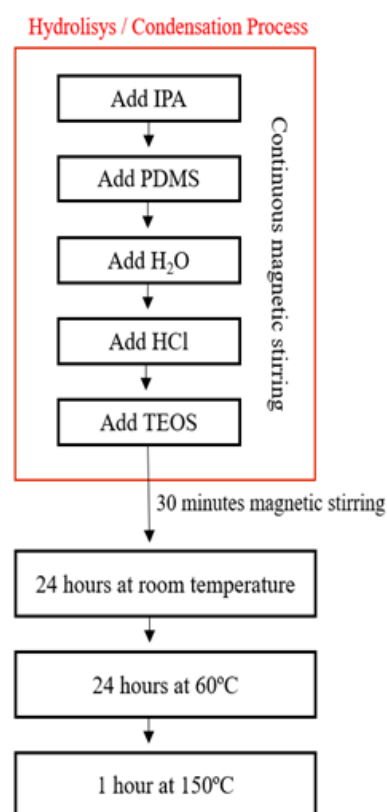 Hydrolisys / Condensation Process
Add IPA
Add PDMS
Add H₂O
Add HCl
Add TEOS
Continuous magnetic stirring
30 minutes magnetic stirring
24 hours at room temperature
24 hours at 60ºC
1 hour at 150ºC